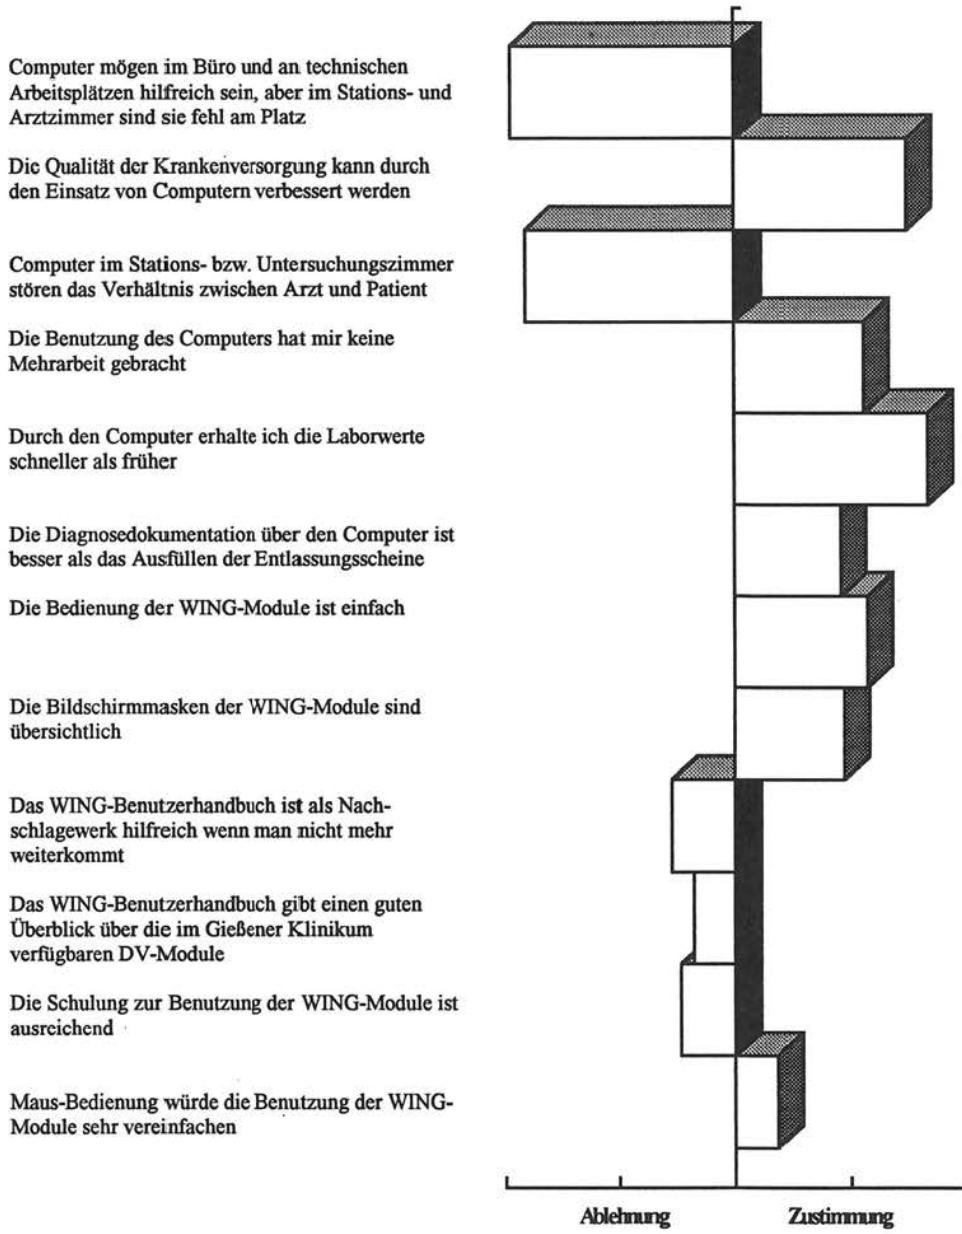 Computer mögen im Büro und an technischen
Arbeitsplätzen hilfreich sein, aber im Stations- und
Arztzimmer sind sie fehl am Platz
Die Qualität der Krankenversorgung kann durch
den Einsatz von Computern verbessert werden
Computer im Stations- bzw. Untersuchungszimmer
stören das Verhältnis zwischen Arzt und Patient
Die Benutzung des Computers hat mir keine
Mehrarbeit gebracht
Durch den Computer erhalte ich die Laborwerte
schneller als früher
Die Diagnosedokumentation über den Computer ist
besser als das Ausfüllen der Entlassungsscheine
Die Bedienung der WING-Module ist einfach
Die Bildschirmmasken der WING-Module sind
übersichtlich
Das WING-Benutzerhandbuch ist als Nach-
schlagewerk hilfreich wenn man nicht mehr
weiterkommt
Das WING-Benutzerhandbuch gibt einen guten
Überblick über die im Gießener Klinikum
verfügbaren DV-Module
Die Schulung zur Benutzung der WING-Module ist
ausreichend
Maus-Bedienung würde die Benutzung der WING-
Module sehr vereinfachen
Ablehnung Zustimmung